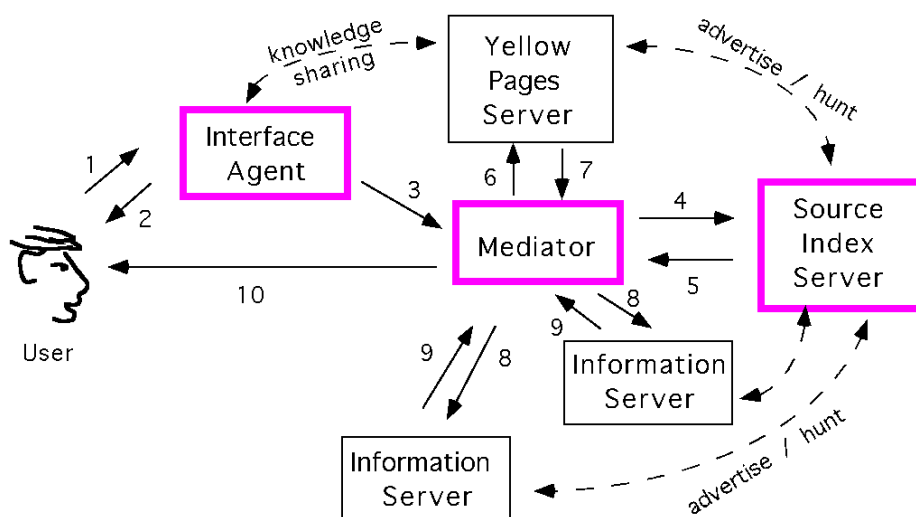 knowledge
sharing
Yellow
Pages
Server
advertise / hunt
Interface
Agent
1
2
3
6
7
4
Source
Index
Server
Mediator
5
10
8
9
User
9
8
Information
Server
Information
Server
advertise / hunt